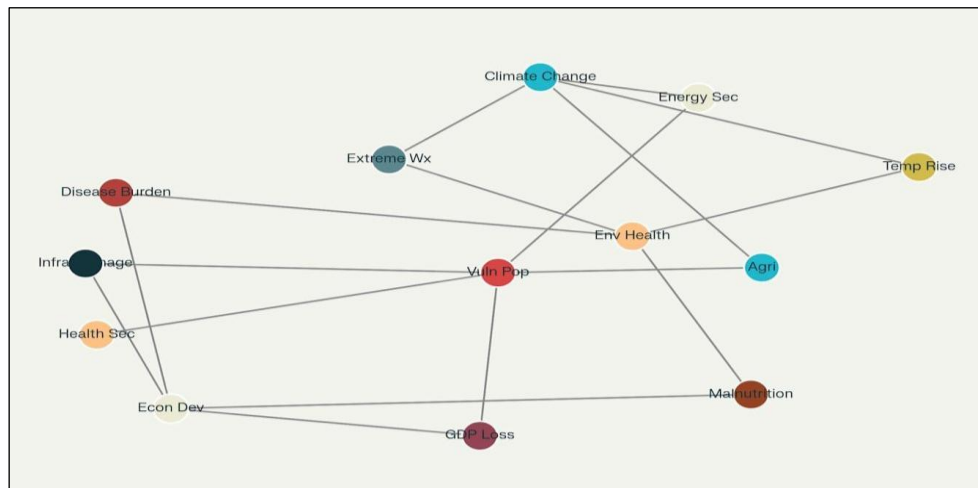 Climate Change
Energy Sec
Extreme Wx
Temp Rise
Disease Burden
Env Health
Vuln Pop
Agri
Health Sec
Malnutrition
Econ Dev
GDP Loss